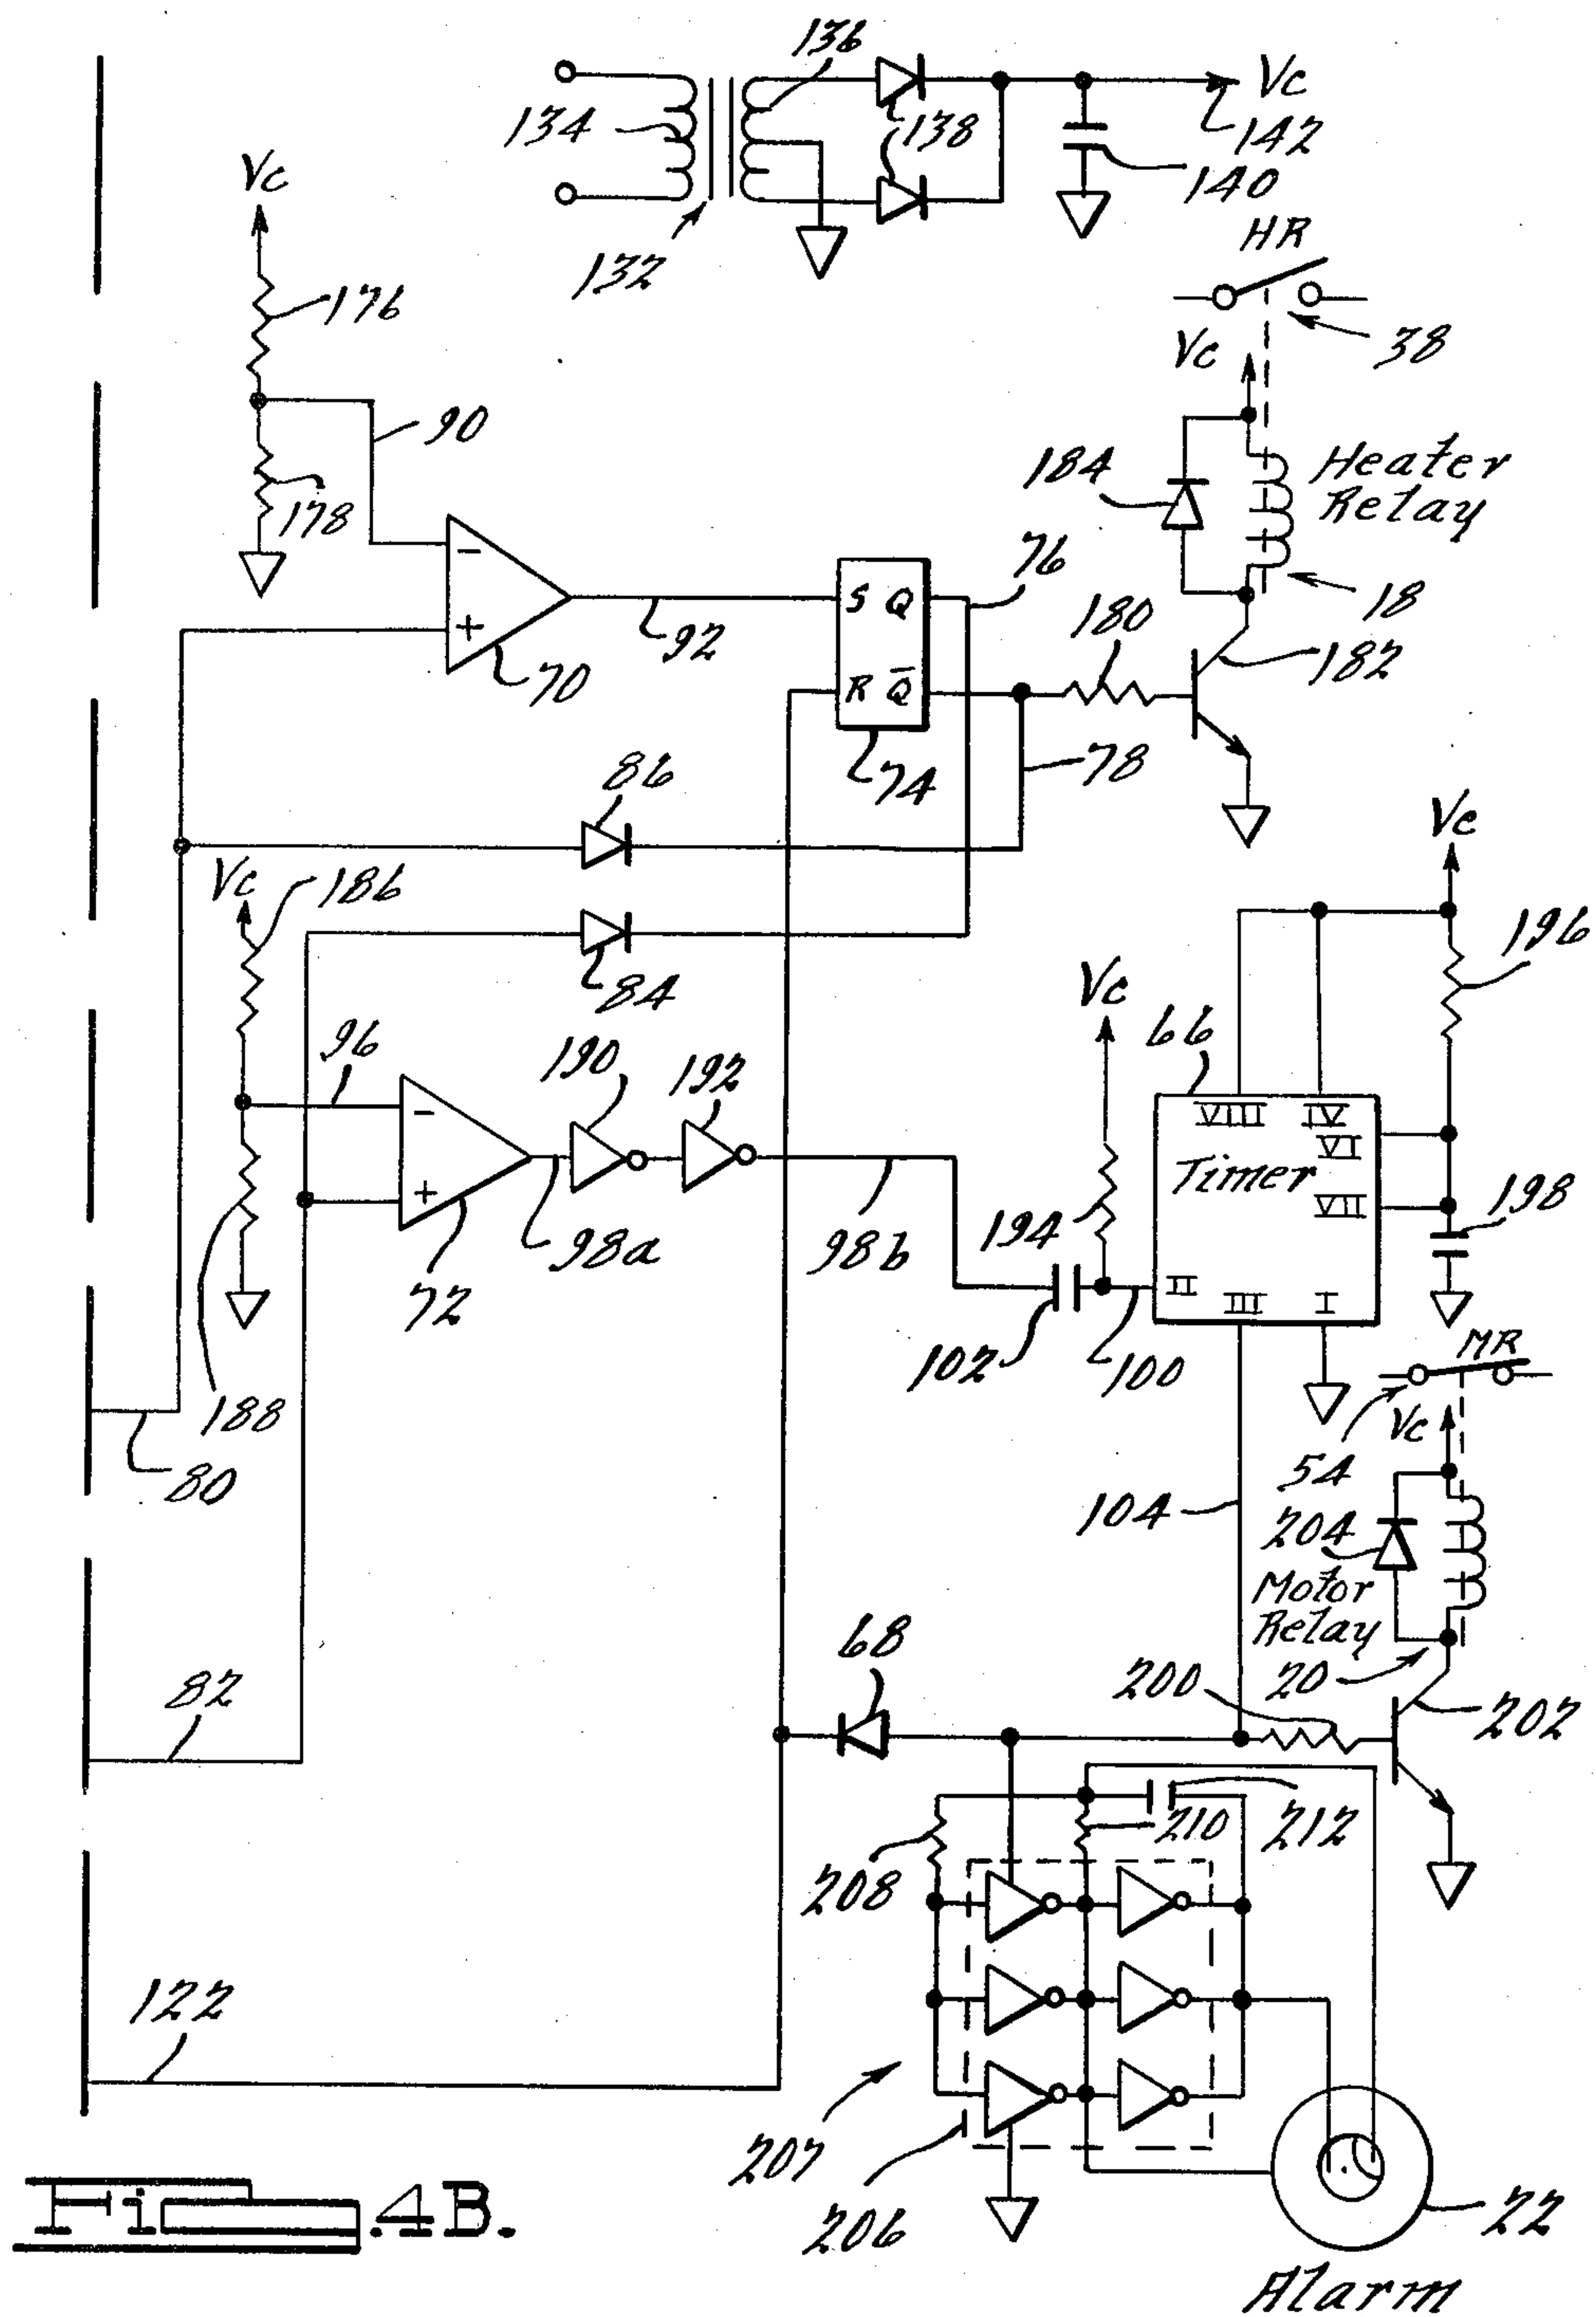 136
Vc
134
138
142
140
Vc
132
HR
176
38
Vc
90
184
Heater
Relay
178
76
−
S Q
18
180
92
+
182
70
R Q̅
78
74
86
Vc
Vc
186
196
84
Vc
96
190
192
66
−
VIII IV
VI
Timer
198
VII
+
194
98a
98b
II
72
III I
102
100
MR
188
54
Vc
80
104
204
Motor
Relay
68
82
200
20
202
210
212
208
122
207
206
22
Fig. 4B.
Alarm